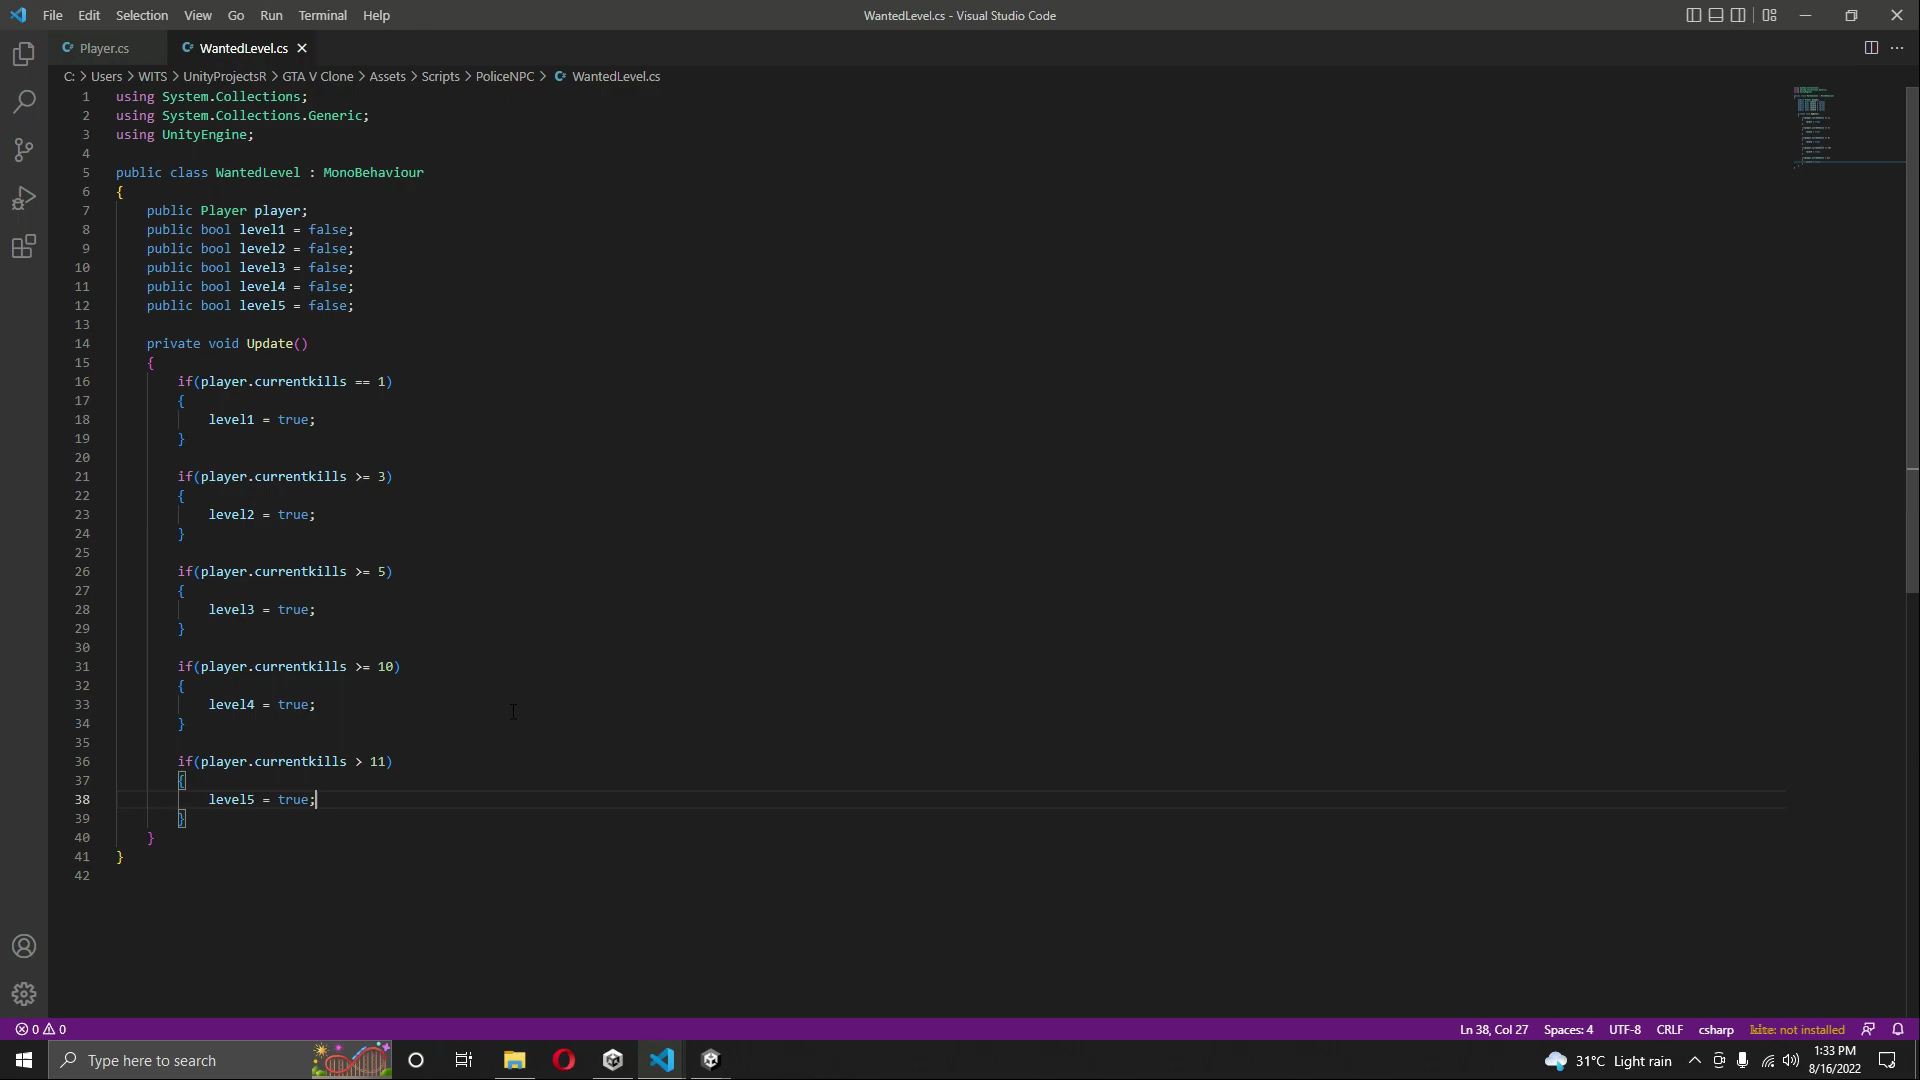 File Edit Selection View Go Run Terminal Help WantedLevel.cs - Visual Studio Code
Player.cs WantedLevel.cs
C: > Users > WITS > UnityProjectsR > GTA V Clone > Assets > Scripts > PoliceNPC > WantedLevel.cs
1 using System.Collections;
2 using System.Collections.Generic;
3 using UnityEngine;
4
5 public class WantedLevel : MonoBehaviour
6 {
7 public Player player;
8 public bool level1 = false;
9 public bool level2 = false;
10 public bool level3 = false;
11 public bool level4 = false;
12 public bool level5 = false;
13
14 private void Update()
15 {
16 if(player.currentkills == 1)
17 {
18 level1 = true;
19 }
20
21 if(player.currentkills >= 3)
22 {
23 level2 = true;
24 }
25
26 if(player.currentkills >= 5)
27 {
28 level3 = true;
29 }
30
31 if(player.currentkills >= 10)
32 {
33 level4 = true;
34 }
35
36 if(player.currentkills > 11)
37 {
38 level5 = true;
39 }
40 }
41 }
42
0 0 Ln 38, Col 27 Spaces: 4 UTF-8 CRLF csharp kite: not installed
Type here to search 31°C Light rain 1:33 PM
8/16/2022